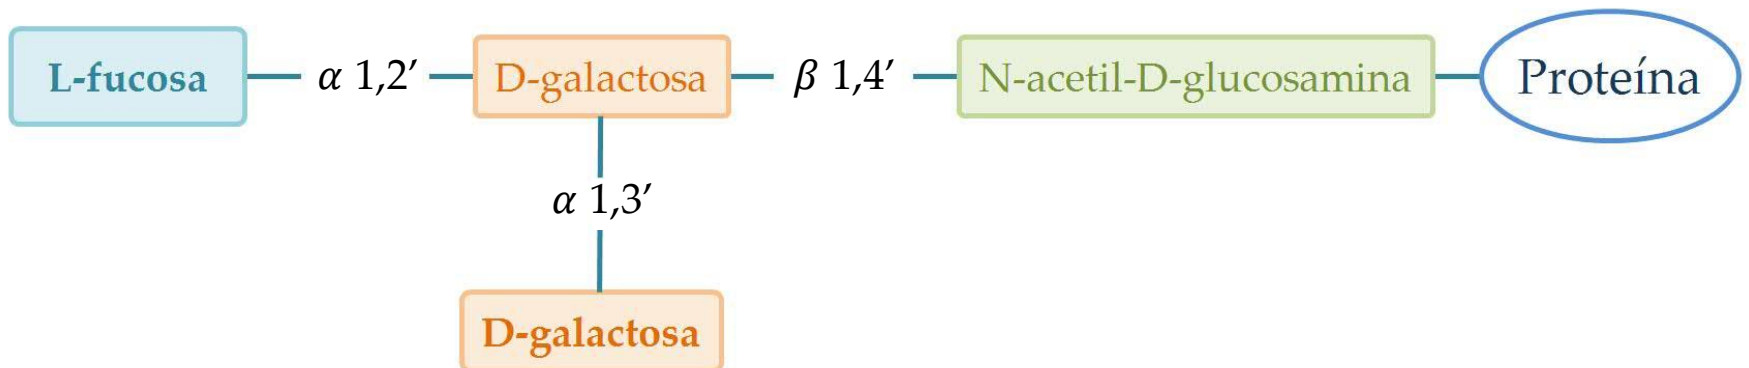 L-fucosa α 1,2’ D-galactosa β 1,4’ N-acetil-D-glucosamina Proteína
α 1,3’
D-galactosa